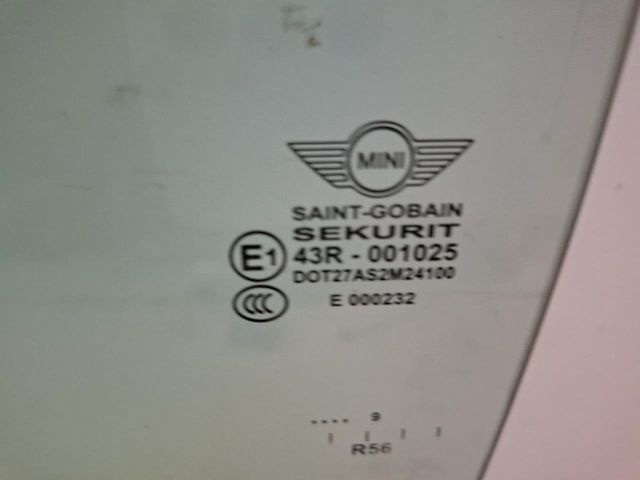 MINI
SAINT-GOBAIN
SEKURIT
E1 43R - 001025
DOT27AS2M24100
CCC E 000232
.... 9
R56